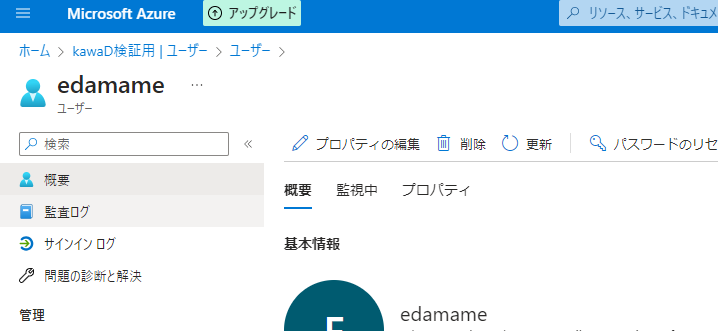 Microsoft Azure アップグレード リソース、サービス、ドキュメ
ホーム > kawaD検証用 | ユーザー > ユーザー >
edamame ...
ユーザー
検索 «
プロパティの編集 削除 更新 パスワードのリセ
概要
監査ログ
サインイン ログ
問題の診断と解決
管理
概要 監視中 プロパティ
基本情報
edamame